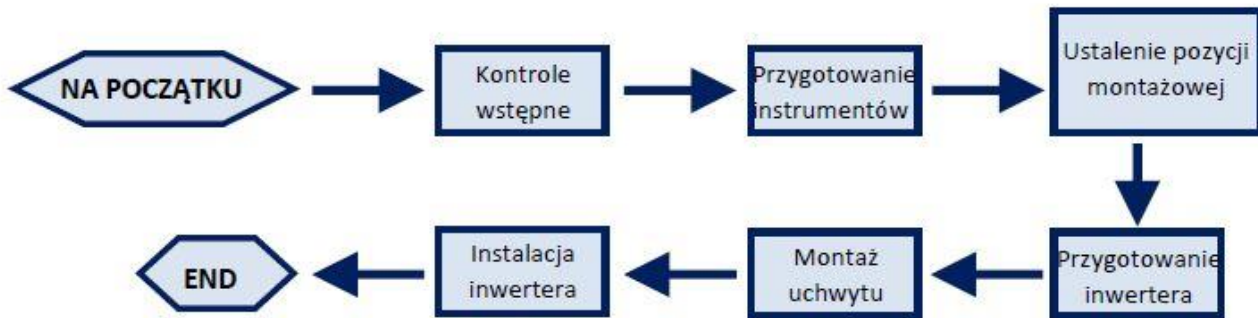 NA POCZĄTKU
Kontrole
wstępne
Przygotowanie
instrumentów
Ustalenie pozycji
montażowej
Przygotowanie
inwertera
Montaż
uchwytu
Instalacja
inwertera
END